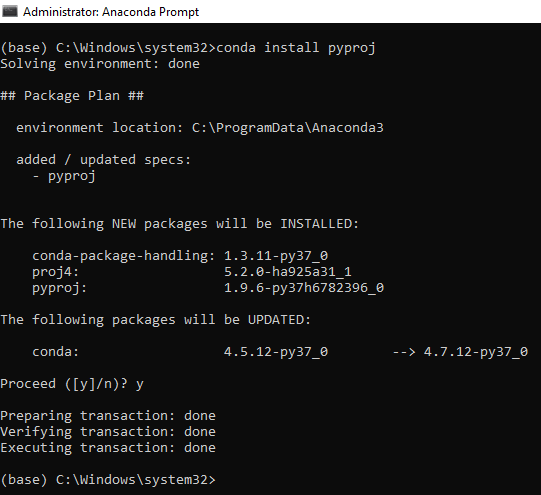 Administrator: Anaconda Prompt
(base) C:\Windows\system32>conda install pyproj
Solving environment: done
## Package Plan ##
environment location: C:\ProgramData\Anaconda3
added / updated specs:
- pyproj
The following NEW packages will be INSTALLED:
conda-package-handling: 1.3.11-py37_0
proj4: 5.2.0-ha925a31_1
pyproj: 1.9.6-py37h6782396_0
The following packages will be UPDATED:
conda: 4.5.12-py37_0 --> 4.7.12-py37_0
Proceed ([y]/n)? y
Preparing transaction: done
Verifying transaction: done
Executing transaction: done
(base) C:\Windows\system32>